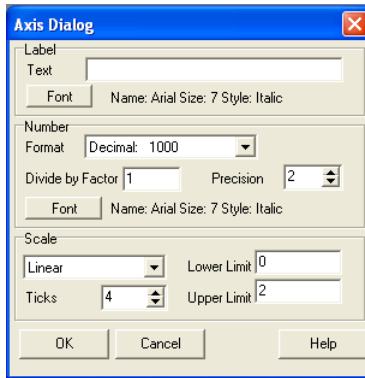 Axis Dialog
Label
Text
Font Name: Arial Size: 7 Style: Italic
Number
Format Decimal: 1000
Divide by Factor 1 Precision 2
Font Name: Arial Size: 7 Style: Italic
Scale
Linear Lower Limit 0
Ticks 4 Upper Limit 2
OK Cancel Help